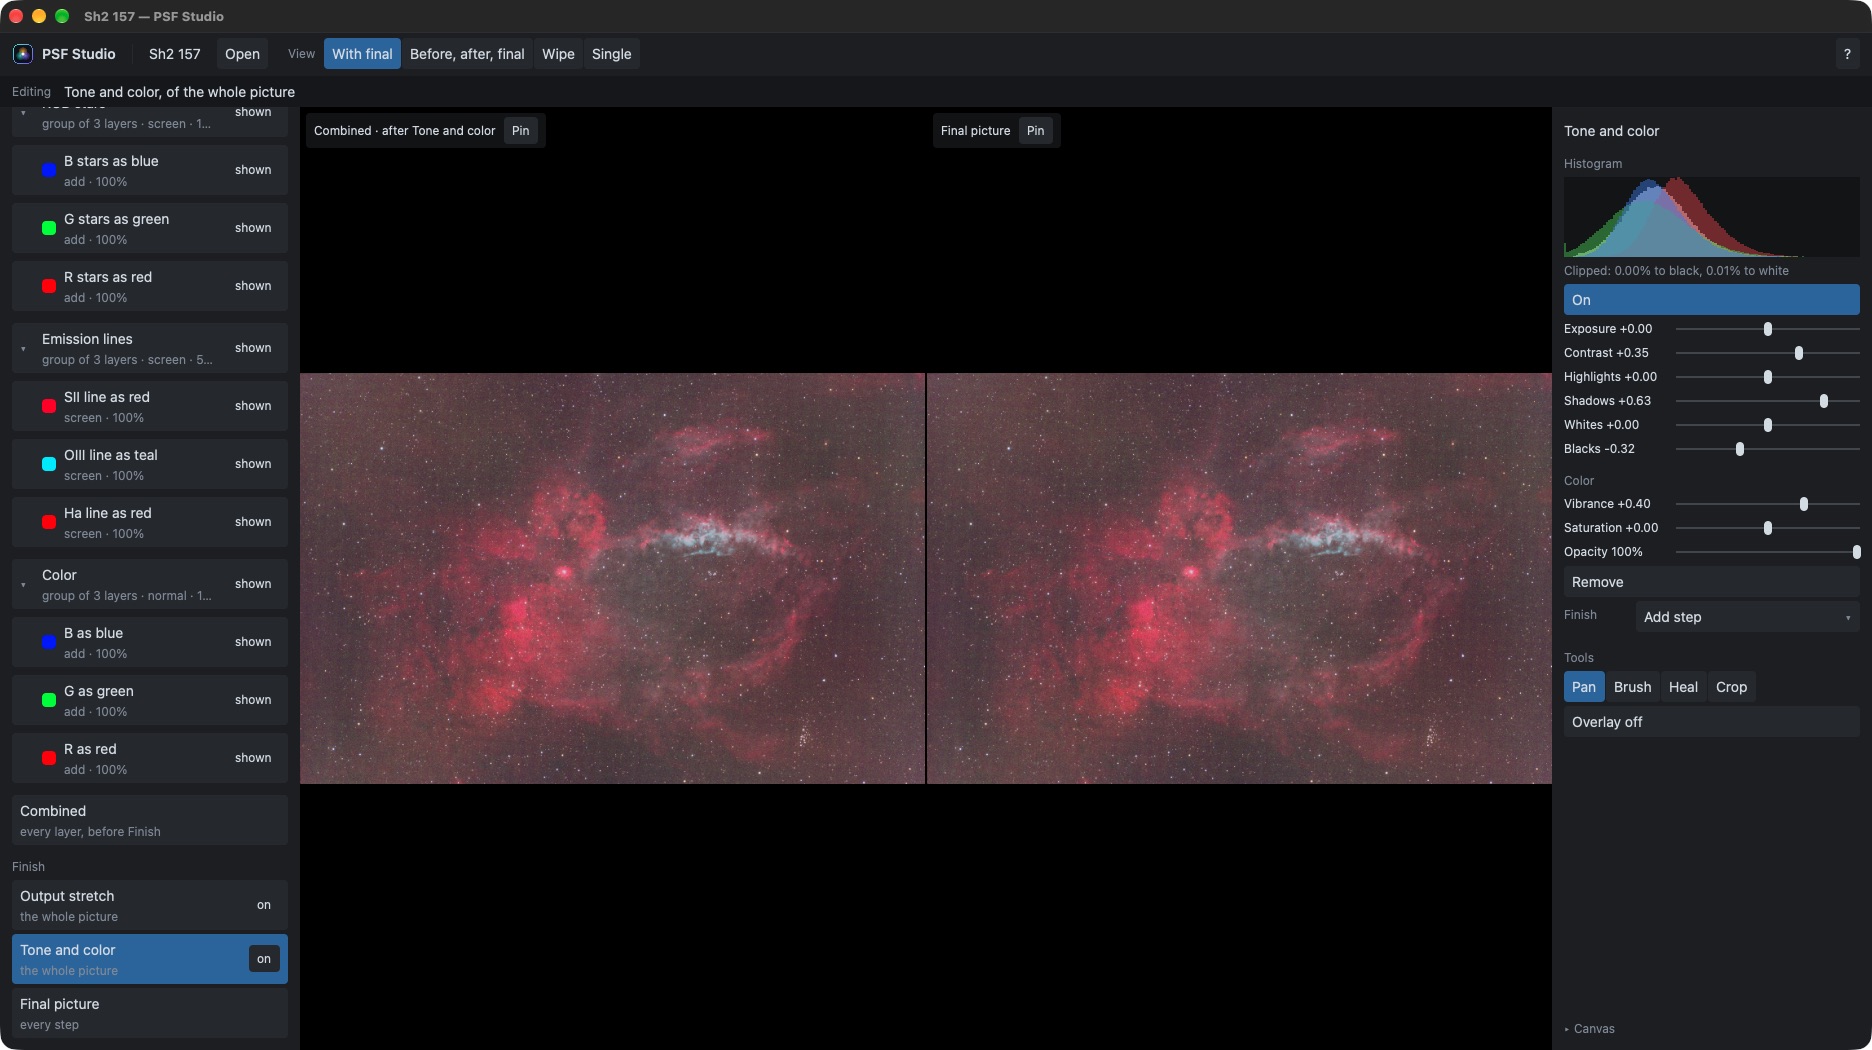 Sh2 157 — PSF Studio
PSF Studio
Sh2 157
Open
View
With final
Before, after, final
Wipe
Single
?
Editing
Tone and color, of the whole picture
shown
group of 3 layers · screen · 1...
B stars as blue
add · 100%
shown
G stars as green
add · 100%
shown
R stars as red
add · 100%
shown
Emission lines
group of 3 layers · screen · 5...
shown
SII line as red
screen · 100%
shown
OIII line as teal
screen · 100%
shown
Ha line as red
screen · 100%
shown
Color
group of 3 layers · normal · 1...
shown
B as blue
add · 100%
shown
G as green
add · 100%
shown
R as red
add · 100%
shown
Combined
every layer, before Finish
Finish
Output stretch
the whole picture
on
Tone and color
the whole picture
on
Final picture
every step
Combined · after Tone and color
Pin
Final picture
Pin
Tone and color
Histogram
Clipped: 0.00% to black, 0.01% to white
On
Exposure +0.00
Contrast +0.35
Highlights +0.00
Shadows +0.63
Whites +0.00
Blacks -0.32
Color
Vibrance +0.40
Saturation +0.00
Opacity 100%
Remove
Finish
Add step
Tools
Pan
Brush
Heal
Crop
Overlay off
Canvas